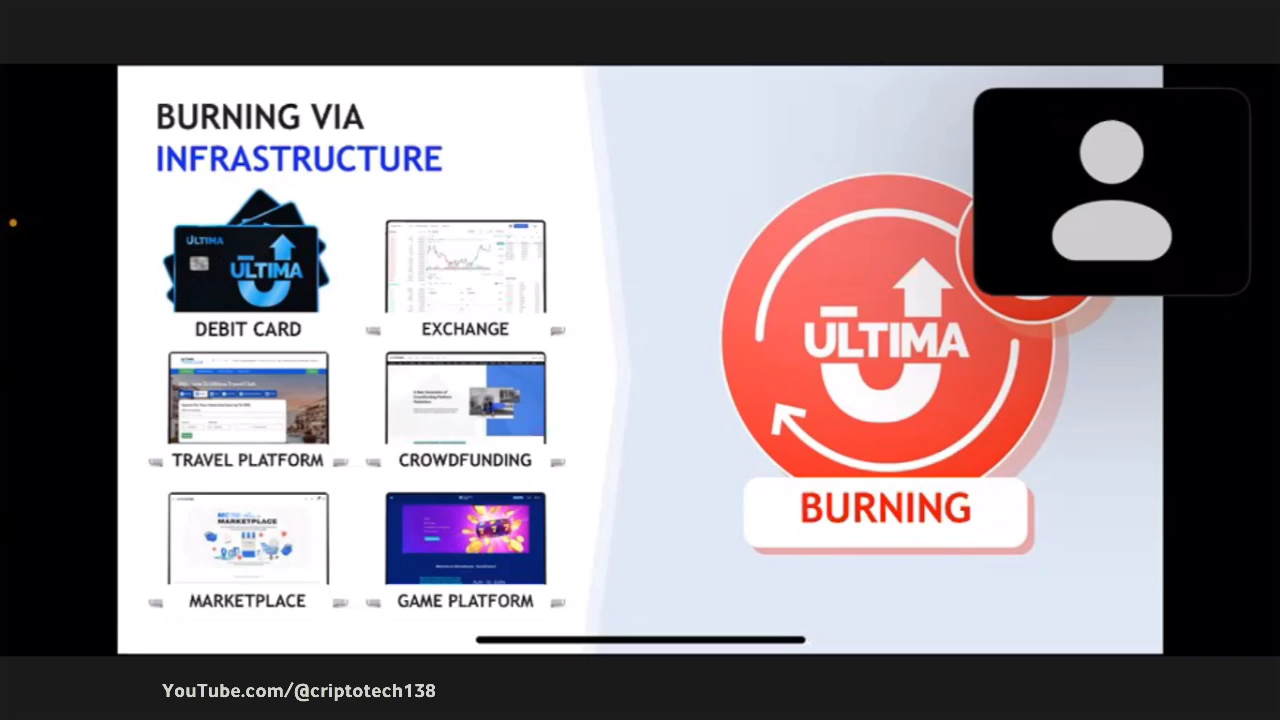 BURNING VIA
INFRASTRUCTURE
ULTIMA
ULTIMA
DEBIT CARD
EXCHANGE
TRAVEL PLATFORM
CROWDFUNDING
MARKETPLACE
MARKETPLACE
GAME PLATFORM
ŪLTIMA
BURNING
YouTube.com/@criptotech138